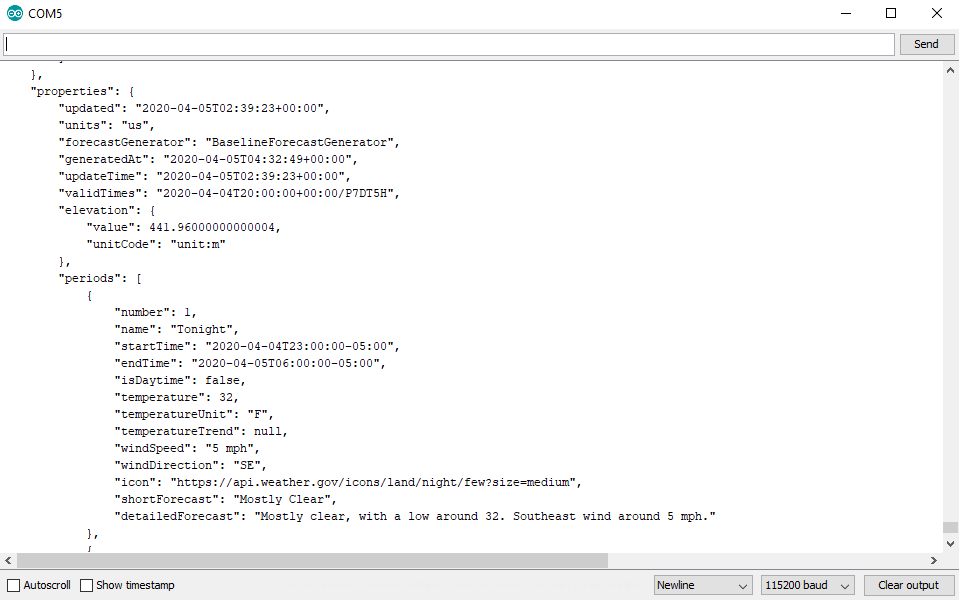 COM5
Send
},
"properties": {
"updated": "2020-04-05T02:39:23+00:00",
"units": "us",
"forecastGenerator": "BaselineForecastGenerator",
"generatedAt": "2020-04-05T04:32:49+00:00",
"updateTime": "2020-04-05T02:39:23+00:00",
"validTimes": "2020-04-04T20:00:00+00:00/P7DT5H",
"elevation": {
"value": 441.96000000000004,
"unitCode": "unit:m"
},
"periods": [
{
"number": 1,
"name": "Tonight",
"startTime": "2020-04-04T23:00:00-05:00",
"endTime": "2020-04-05T06:00:00-05:00",
"isDaytime": false,
"temperature": 32,
"temperatureUnit": "F",
"temperatureTrend": null,
"windSpeed": "5 mph",
"windDirection": "SE",
"icon": "https://api.weather.gov/icons/land/night/few?size=medium",
"shortForecast": "Mostly Clear",
"detailedForecast": "Mostly clear, with a low around 32. Southeast wind around 5 mph."
},
{
Autoscroll Show timestamp Newline 115200 baud Clear output